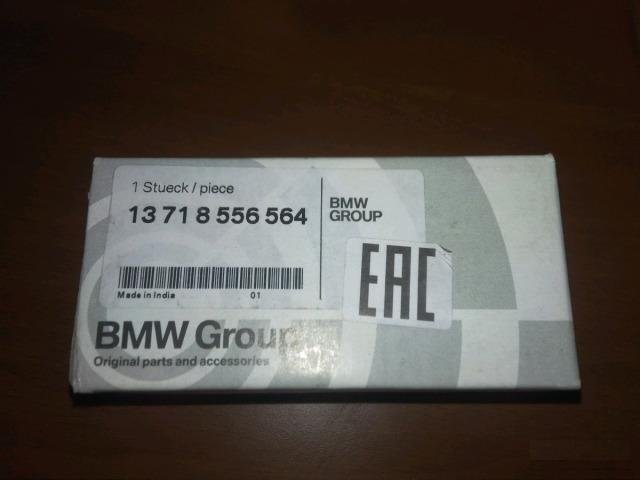 1 Stueck / piece
13 71 8 556 564
BMW
GROUP
EAC
Made in India 01
BMW Group
Original parts and accessories